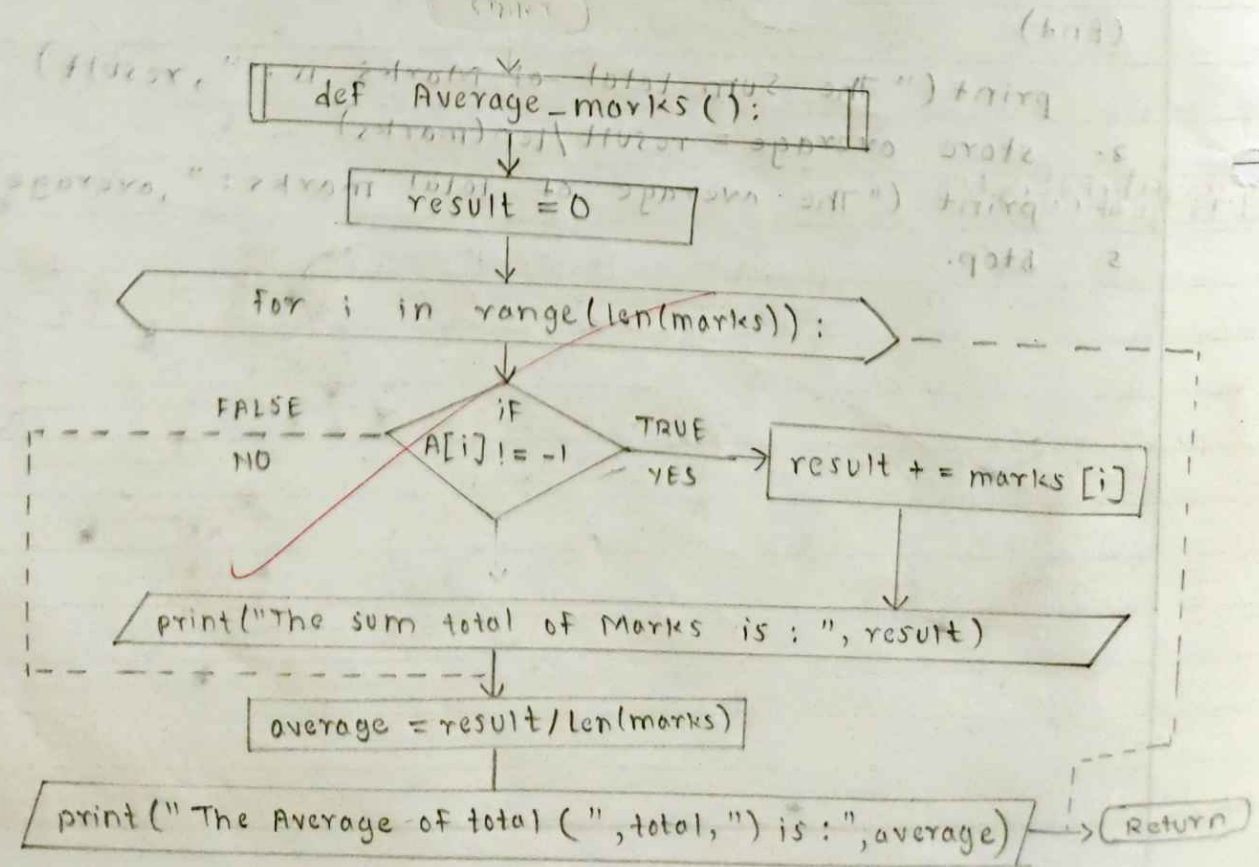 def Average_marks():
result = 0
For i in range(len(marks)):
FALSE
NO
iF
A[i] != -1
TRUE
YES
result + = marks [i]
print("The sum total of Marks is : ", result)
average = result/len(marks)
print (" The Average of total (",total,") is :", average)
Return